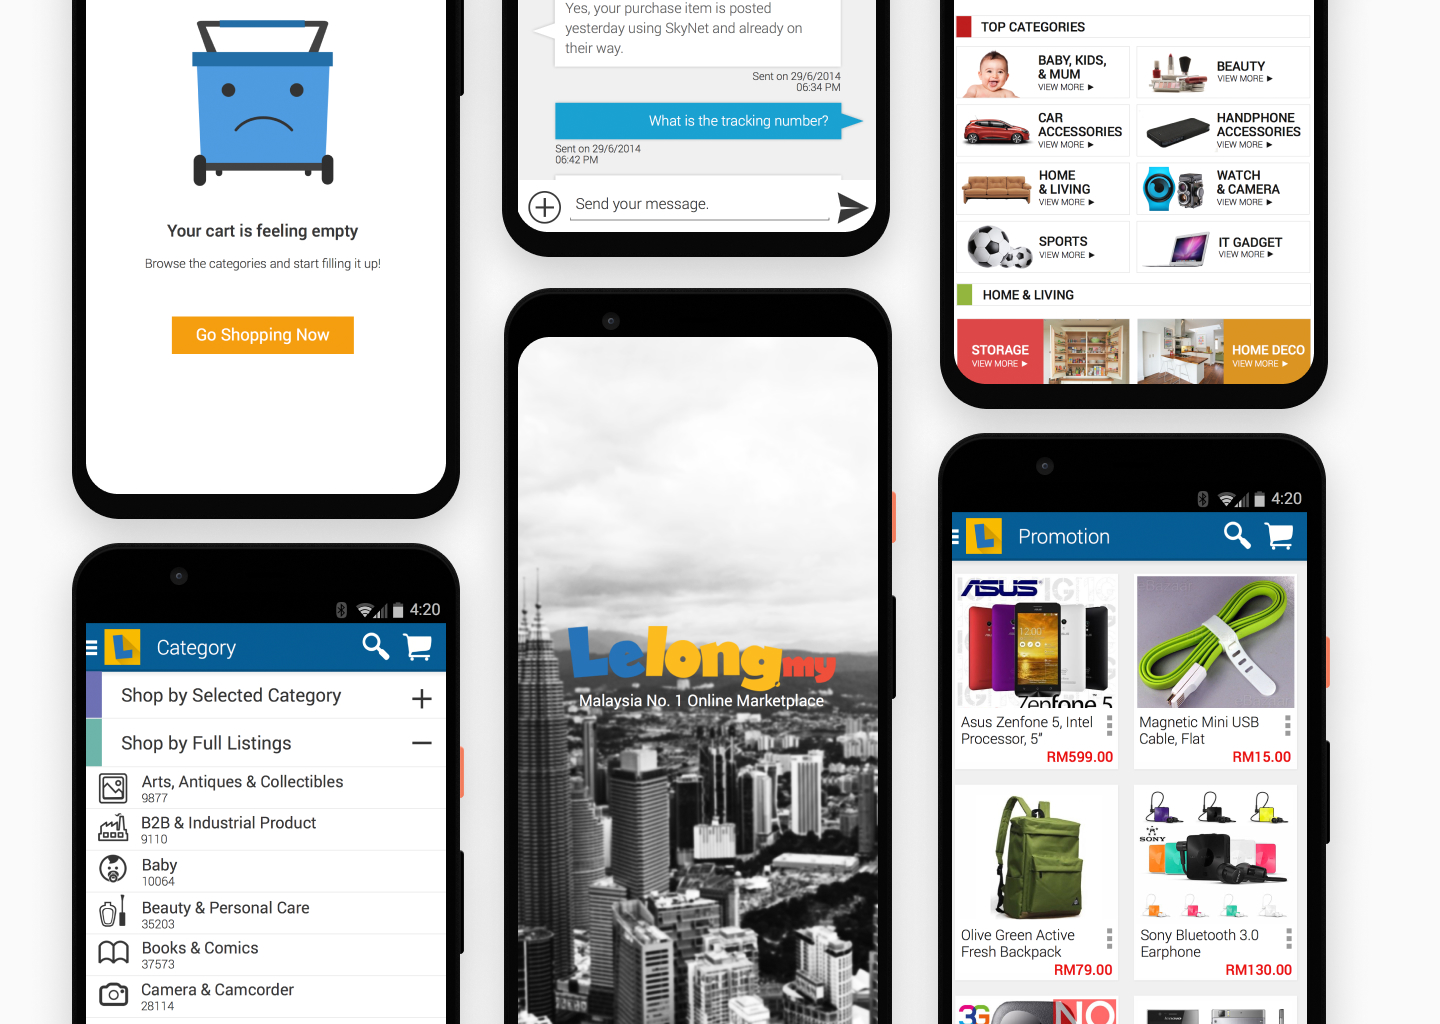 Your cart is feeling empty
Browse the categories and start filling it up!
Go Shopping Now
4:20
Category
Shop by Selected Category
Shop by Full Listings
Arts, Antiques & Collectibles
9877
B2B & Industrial Product
9110
Baby
10064
Beauty & Personal Care
35203
Books & Comics
37573
Camera & Camcorder
28114
Yes, your purchase item is posted
yesterday using SkyNet and already on
their way.
Sent on 29/6/2014
06:34 PM
What is the tracking number?
Sent on 29/6/2014
06:42 PM
Send your message.
Lelong.my
Malaysia No. 1 Online Marketplace
TOP CATEGORIES
BABY, KIDS,
& MUM
VIEW MORE ►
BEAUTY
VIEW MORE ►
CAR
ACCESSORIES
VIEW MORE ►
HANDPHONE
ACCESSORIES
VIEW MORE ►
HOME
& LIVING
VIEW MORE ►
WATCH
& CAMERA
VIEW MORE ►
SPORTS
VIEW MORE ►
IT GADGET
VIEW MORE ►
HOME & LIVING
STORAGE
VIEW MORE ►
HOME DECO
VIEW MORE ►
4:20
L
Promotion
ASUS
12:00
Zenfone 5
Asus Zenfone 5, Intel
Processor, 5"
RM599.00
Magnetic Mini USB
Cable, Flat
RM15.00
Olive Green Active
Fresh Backpack
RM79.00
SONY
Sony Bluetooth 3.0
Earphone
RM130.00
3G
NO